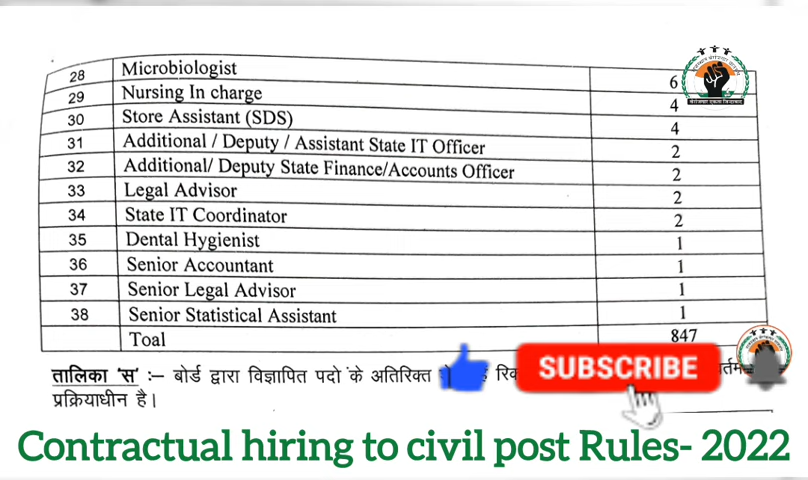 28 Microbiologist 6
29 Nursing In charge 4
30 Store Assistant (SDS) 4
31 Additional / Deputy / Assistant State IT Officer 2
32 Additional/ Deputy State Finance/Accounts Officer 2
33 Legal Advisor 2
34 State IT Coordinator 2
35 Dental Hygienist 1
36 Senior Accountant 1
37 Senior Legal Advisor 1
38 Senior Statistical Assistant 1
Toal 847
तालिका 'स' :– बोर्ड द्वारा विज्ञापित पदो के अतिरिक्त
SUBSCRIBE
प्रक्रियाधीन है।
Contractual hiring to civil post Rules- 2022